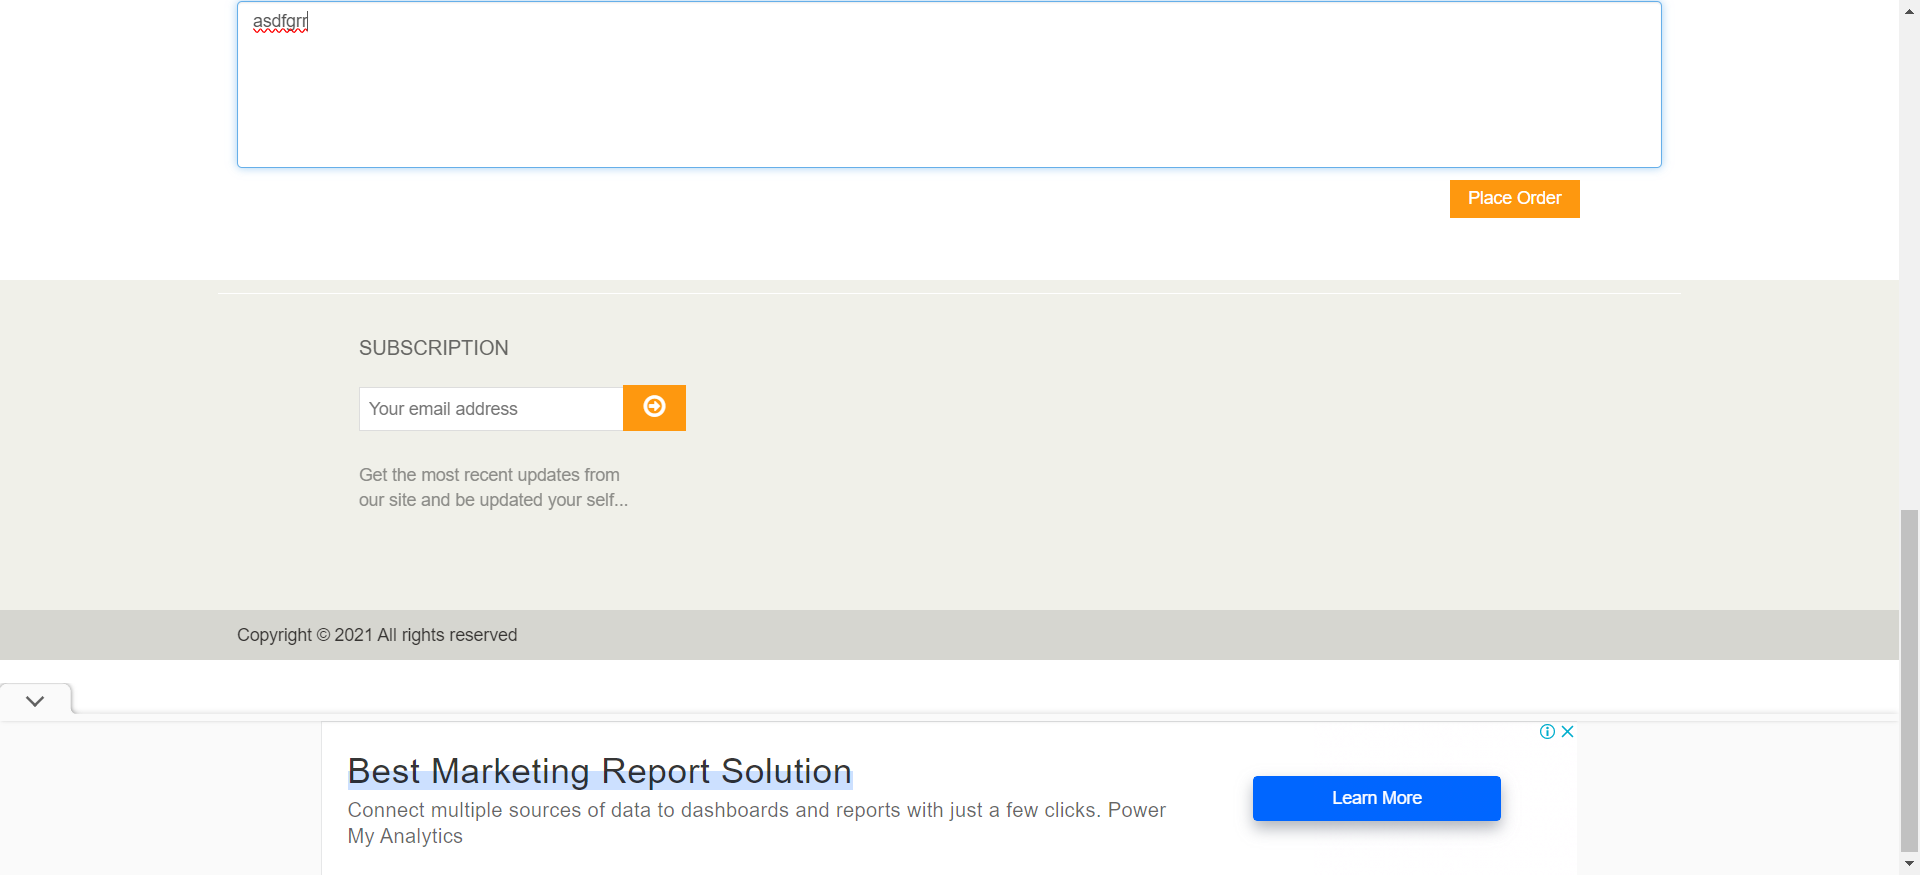 asdfgrr
Place Order
SUBSCRIPTION
Your email address
Get the most recent updates from
our site and be updated your self...
Copyright © 2021 All rights reserved
Best Marketing Report Solution
Connect multiple sources of data to dashboards and reports with just a few clicks. Power
My Analytics
Learn More